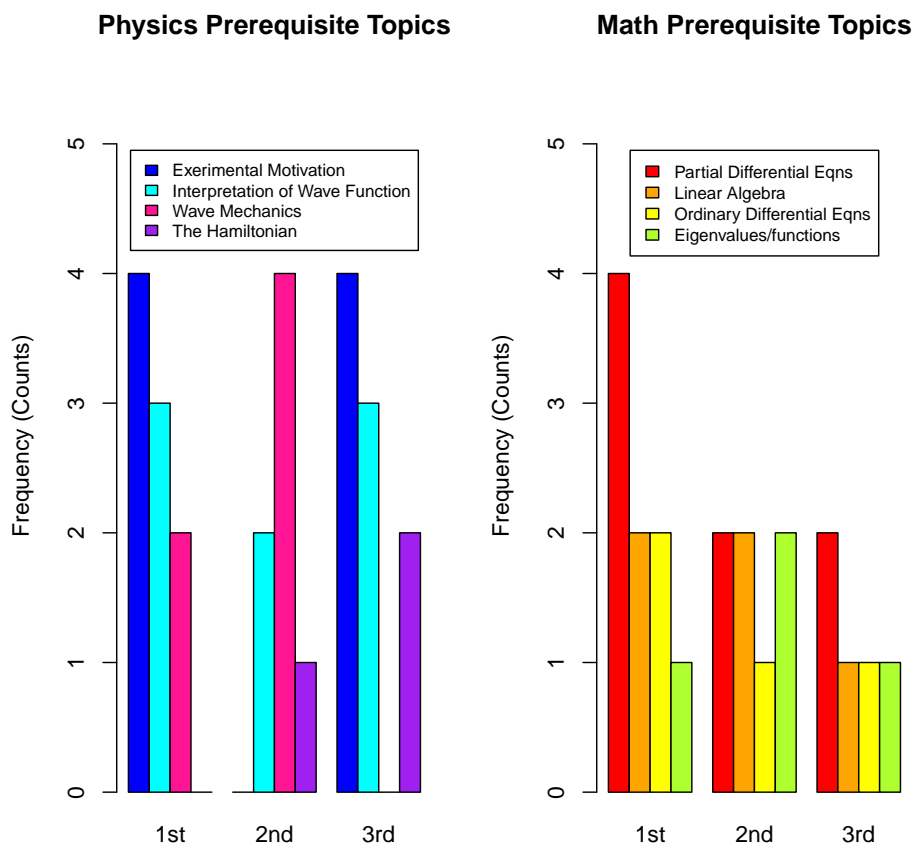 Physics Prerequisite Topics
Frequency (Counts)
5
4
3
2
1
0
Exerimental Motivation
Interpretation of Wave Function
Wave Mechanics
The Hamiltonian
1st 2nd 3rd
Math Prerequisite Topics
Frequency (Counts)
5
4
3
2
1
0
Partial Differential Eqns
Linear Algebra
Ordinary Differential Eqns
Eigenvalues/functions
1st 2nd 3rd